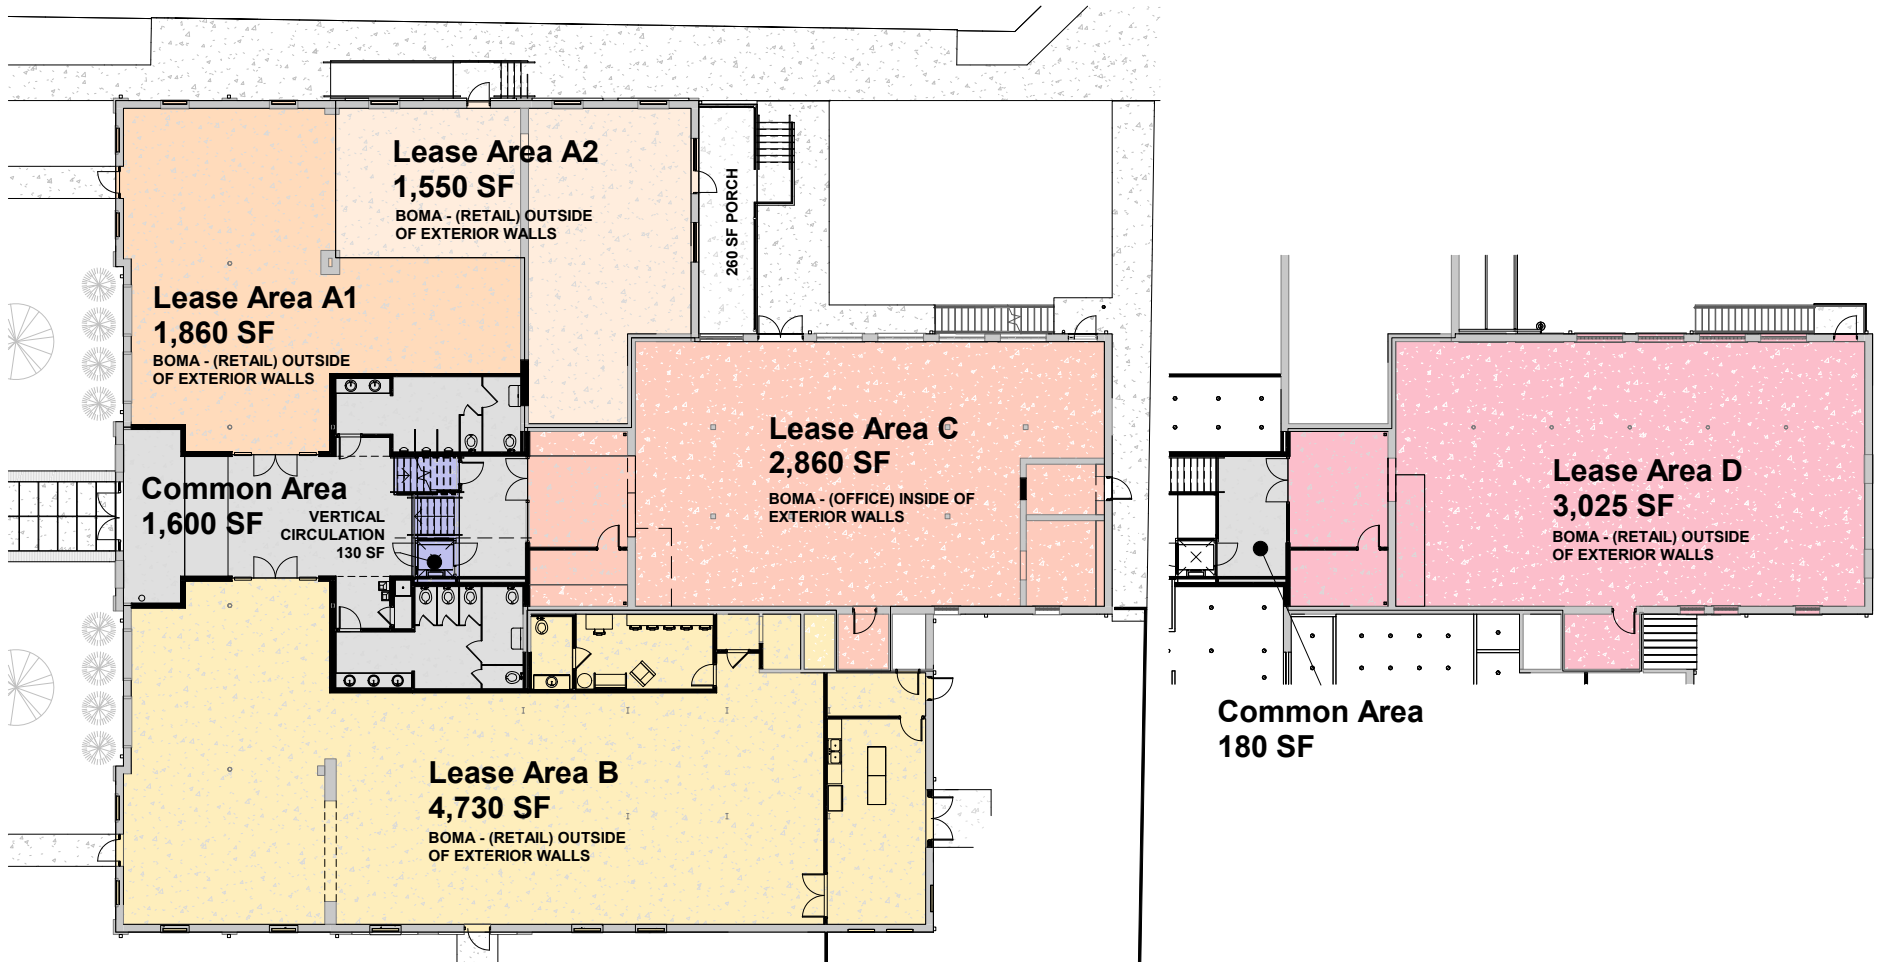 Lease Area A2
1,550 SF
BOMA - (RETAIL) OUTSIDE
OF EXTERIOR WALLS
260 SF PORCH
Lease Area A1
1,860 SF
BOMA - (RETAIL) OUTSIDE
OF EXTERIOR WALLS
Lease Area C
2,860 SF
BOMA - (OFFICE) INSIDE OF
EXTERIOR WALLS
Common Area
1,600 SF
VERTICAL
CIRCULATION
130 SF
Lease Area D
3,025 SF
BOMA - (RETAIL) OUTSIDE
OF EXTERIOR WALLS
Common Area
180 SF
Lease Area B
4,730 SF
BOMA - (RETAIL) OUTSIDE
OF EXTERIOR WALLS